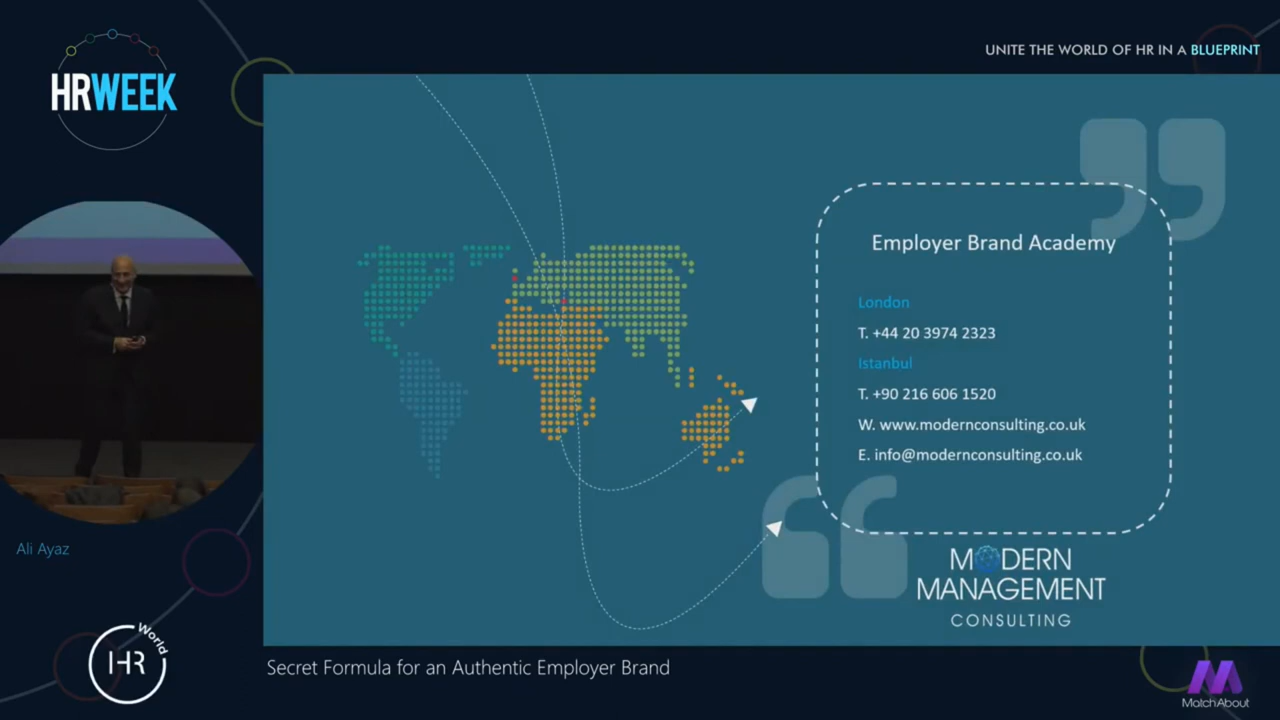 HRWEEK
UNITE THE WORLD OF HR IN A BLUEPRINT
Employer Brand Academy
London
T. +44 20 3974 2323
Istanbul
T. +90 216 606 1520
W. www.modernconsulting.co.uk
E. info@modernconsulting.co.uk
MODERN
MANAGEMENT
CONSULTING
Ali Ayaz
HR World
Secret Formula for an Authentic Employer Brand
MatchAbout